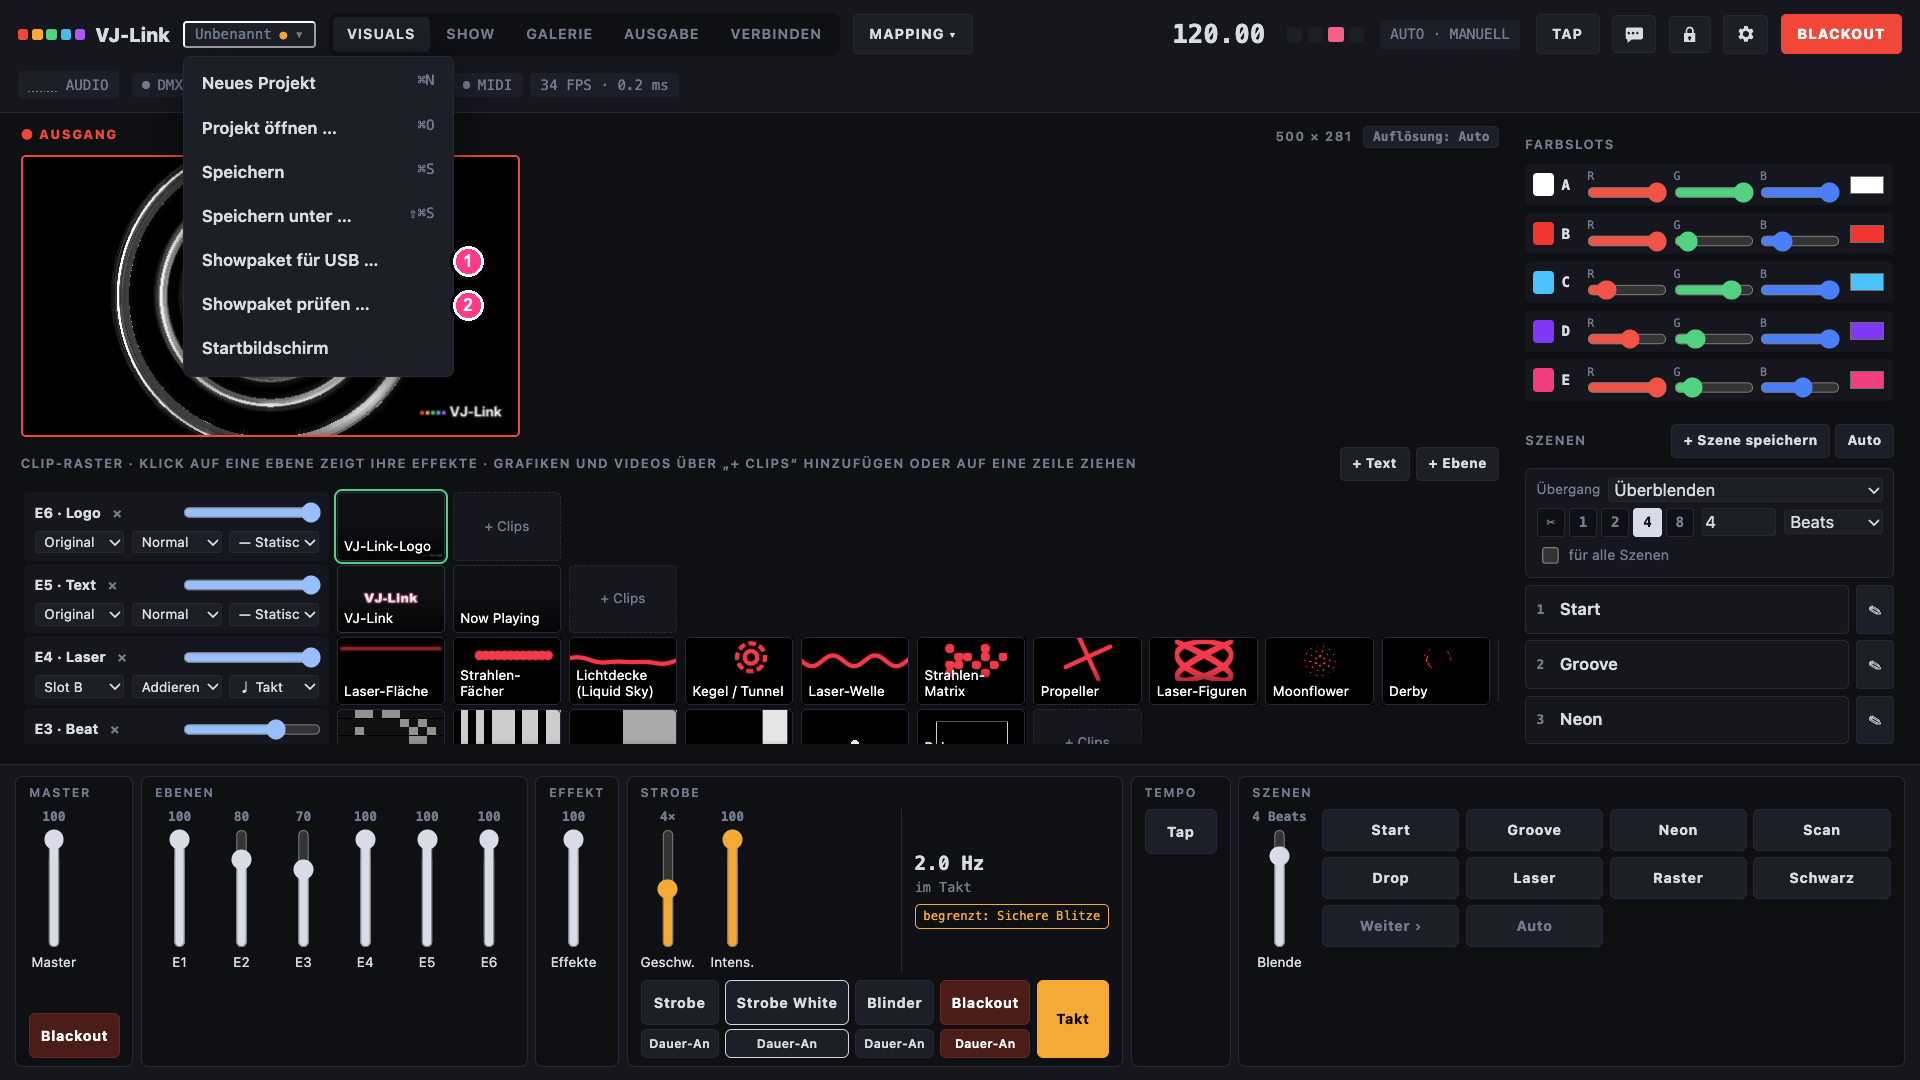 VJ-Link
Unbenannt
VISUALS
SHOW
GALERIE
AUSGABE
VERBINDEN
MAPPING
120.00
AUTO · MANUELL
TAP
BLACKOUT
AUDIO
DMX
MIDI
34 FPS · 0.2 ms
Neues Projekt ⌘N
Projekt öffnen ... ⌘O
Speichern ⌘S
Speichern unter ... ⇧⌘S
Showpaket für USB ... 1
Showpaket prüfen ... 2
Startbildschirm
AUSGANG
500 × 281
Auflösung: Auto
VJ-Link
FARBSLOTS
A R G B
B R G B
C R G B
D R G B
E R G B
CLIP-RASTER · KLICK AUF EINE EBENE ZEIGT IHRE EFFEKTE · GRAFIKEN UND VIDEOS ÜBER „+ CLIPS“ HINZUFÜGEN ODER AUF EINE ZEILE ZIEHEN
+ Text
+ Ebene
E6 · Logo ×
Original Normal — Statisc
VJ-Link-Logo
+ Clips
E5 · Text ×
Original Normal — Statisc
VJ-Link
VJ-Link
Now Playing
+ Clips
E4 · Laser ×
Slot B Addieren ♩ Takt
Laser-Fläche
Strahlen-
Fächer
Lichtdecke
(Liquid Sky)
Kegel / Tunnel
Laser-Welle
Strahlen-
Matrix
Propeller
Laser-Figuren
Moonflower
Derby
E3 · Beat ×
+ Clips
SZENEN
+ Szene speichern
Auto
Übergang Überblenden
✂ 1 2 4 8 4 Beats
für alle Szenen
1 Start
2 Groove
3 Neon
MASTER
100
Master
Blackout
EBENEN
100 80 70 100 100 100
E1 E2 E3 E4 E5 E6
EFFEKT
100
Effekte
STROBE
4× 100
Geschw. Intens.
2.0 Hz
im Takt
begrenzt: Sichere Blitze
Strobe
Strobe White
Blinder
Blackout
Takt
Dauer-An
Dauer-An
Dauer-An
Dauer-An
TEMPO
Tap
SZENEN
4 Beats
Blende
Start
Groove
Neon
Scan
Drop
Laser
Raster
Schwarz
Weiter ›
Auto